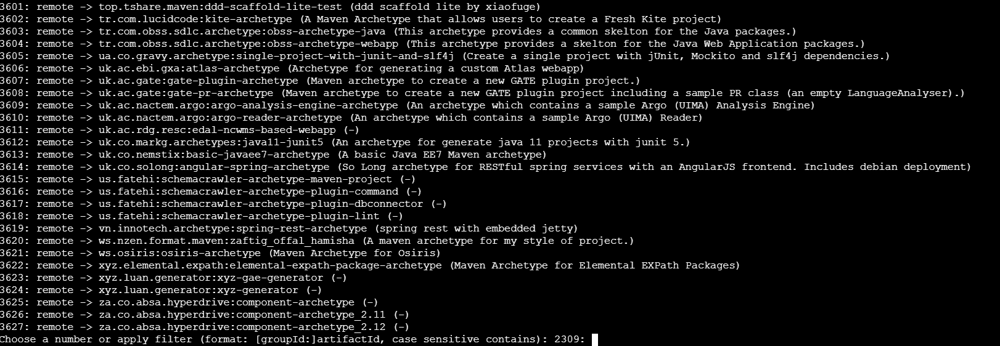 3601: remote -> top.tshare.maven:ddd-scaffold-lite-test (ddd scaffold lite by xiaofuge)
3602: remote -> tr.com.lucidcode:kite-archetype (A Maven Archetype that allows users to create a Fresh Kite project)
3603: remote -> tr.com.obss.sdlc.archetype:obss-archetype-java (This archetype provides a common skelton for the Java packages.)
3604: remote -> tr.com.obss.sdlc.archetype:obss-archetype-webapp (This archetype provides a skelton for the Java Web Application packages.)
3605: remote -> ua.co.gravy.archetype:single-project-with-junit-and-slf4j (Create a single project with jUnit, Mockito and slf4j dependencies.)
3606: remote -> uk.ac.ebi.gxa:atlas-archetype (Archetype for generating a custom Atlas webapp)
3607: remote -> uk.ac.gate:gate-plugin-archetype (Maven archetype to create a new GATE plugin project.)
3608: remote -> uk.ac.gate:gate-pr-archetype (Maven archetype to create a new GATE plugin project including a sample PR class (an empty LanguageAnalyser).)
3609: remote -> uk.ac.nactem.argo:argo-analysis-engine-archetype (An archetype which contains a sample Argo (UIMA) Analysis Engine)
3610: remote -> uk.ac.nactem.argo:argo-reader-archetype (An archetype which contains a sample Argo (UIMA) Reader)
3611: remote -> uk.ac.rdg.resc:edal-ncwms-based-webapp (-)
3612: remote -> uk.co.markg.archetypes:java11-junit5 (An archetype for generate java 11 projects with junit 5.)
3613: remote -> uk.co.nemstix:basic-javaee7-archetype (A basic Java EE7 Maven archetype)
3614: remote -> uk.co.solong:angular-spring-archetype (So Long archetype for RESTful spring services with an AngularJS frontend. Includes debian deployment)
3615: remote -> us.fatehi:schemacrawler-archetype-maven-project (-)
3616: remote -> us.fatehi:schemacrawler-archetype-plugin-command (-)
3617: remote -> us.fatehi:schemacrawler-archetype-plugin-dbconnector (-)
3618: remote -> us.fatehi:schemacrawler-archetype-plugin-lint (-)
3619: remote -> vn.innotech.archetype:spring-rest-archetype (spring rest with embedded jetty)
3620: remote -> ws.nzen.format.maven:zaftig_offal_hamisha (A maven archetype for my style of project.)
3621: remote -> ws.osiris:osiris-archetype (Maven Archetype for Osiris)
3622: remote -> xyz.elemental.expath:elemental-expath-package-archetype (Maven Archetype for Elemental EXPath Packages)
3623: remote -> xyz.luan.generator:xyz-gae-generator (-)
3624: remote -> xyz.luan.generator:xyz-generator (-)
3625: remote -> za.co.absa.hyperdrive:component-archetype (-)
3626: remote -> za.co.absa.hyperdrive:component-archetype_2.11 (-)
3627: remote -> za.co.absa.hyperdrive:component-archetype_2.12 (-)
Choose a number or apply filter (format: [groupId:]artifactId, case sensitive contains): 2309: